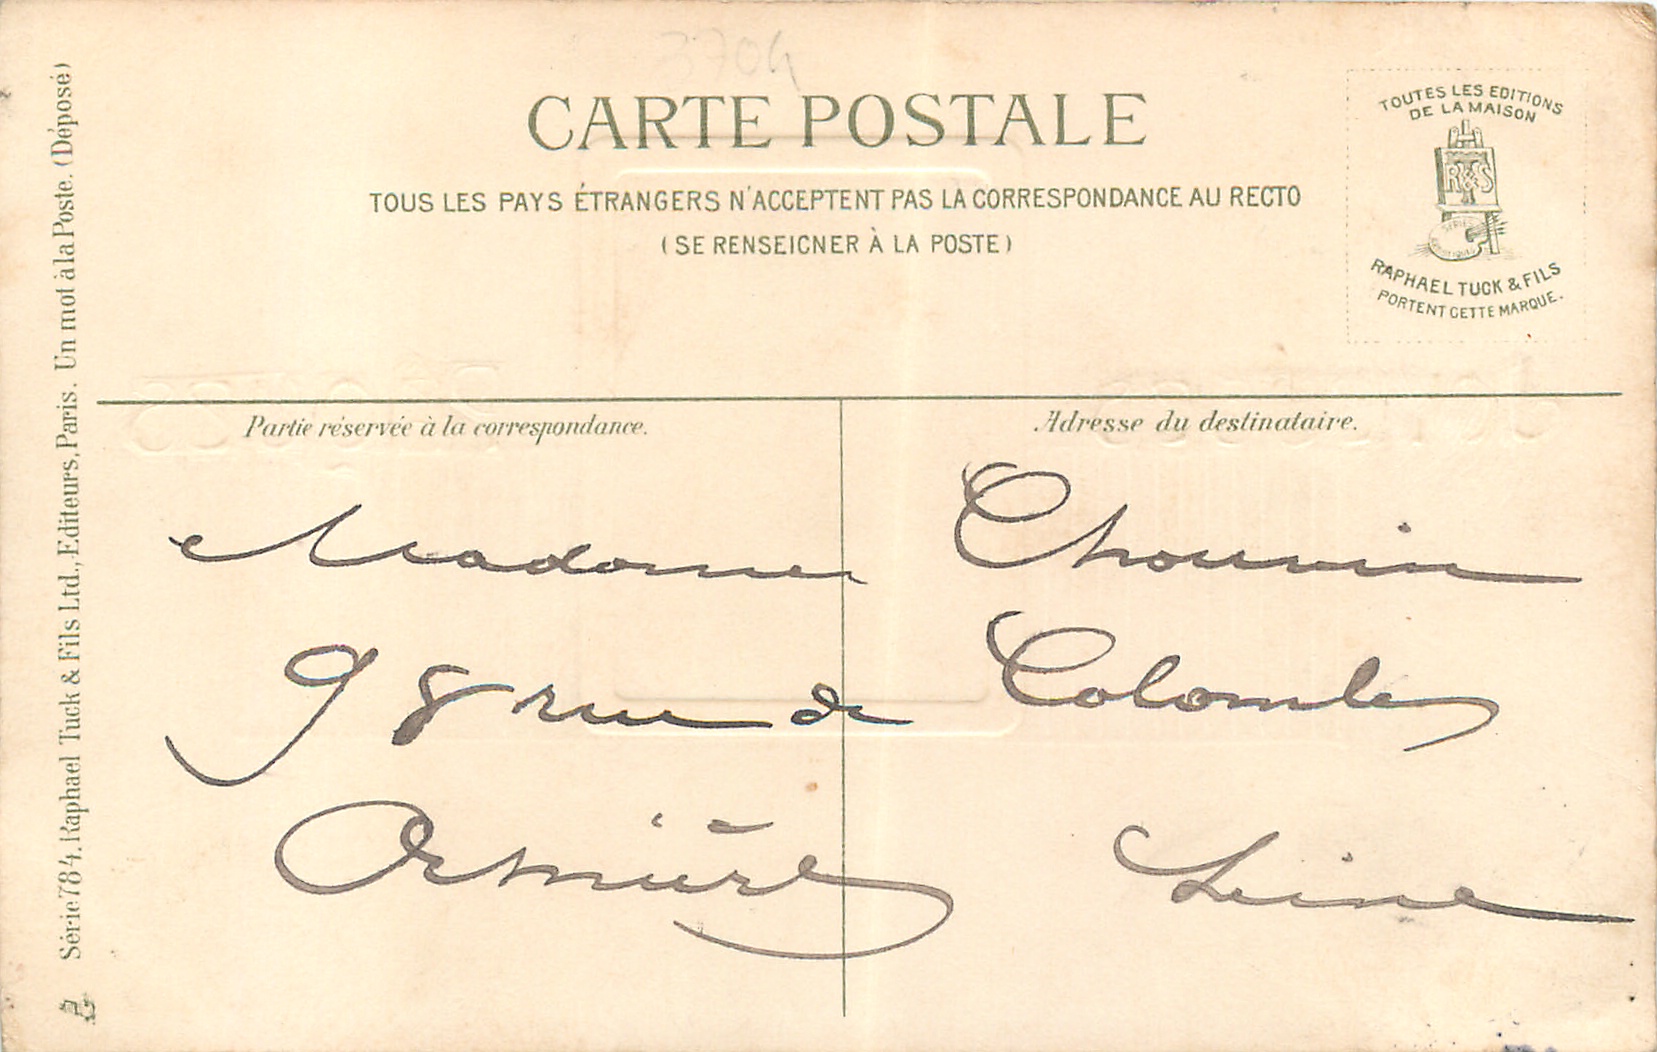 3704
CARTE POSTALE
TOUS LES PAYS ÉTRANGERS N'ACCEPTENT PAS LA CORRESPONDANCE AU RECTO
(SE RENSEIGNER À LA POSTE)
TOUTES LES EDITIONS
DE LA MAISON
RT&S
RAPHAEL TUCK & FILS
PORTENT CETTE MARQUE.
Série 784. Raphael Tuck & Fils Ltd., Editeurs, Paris. Un mot à la Poste. (Déposé)
Partie réservée à la correspondance.
Adresse du destinataire.
Madame Chouvin
98 rue de Colombes
Asnières Seine